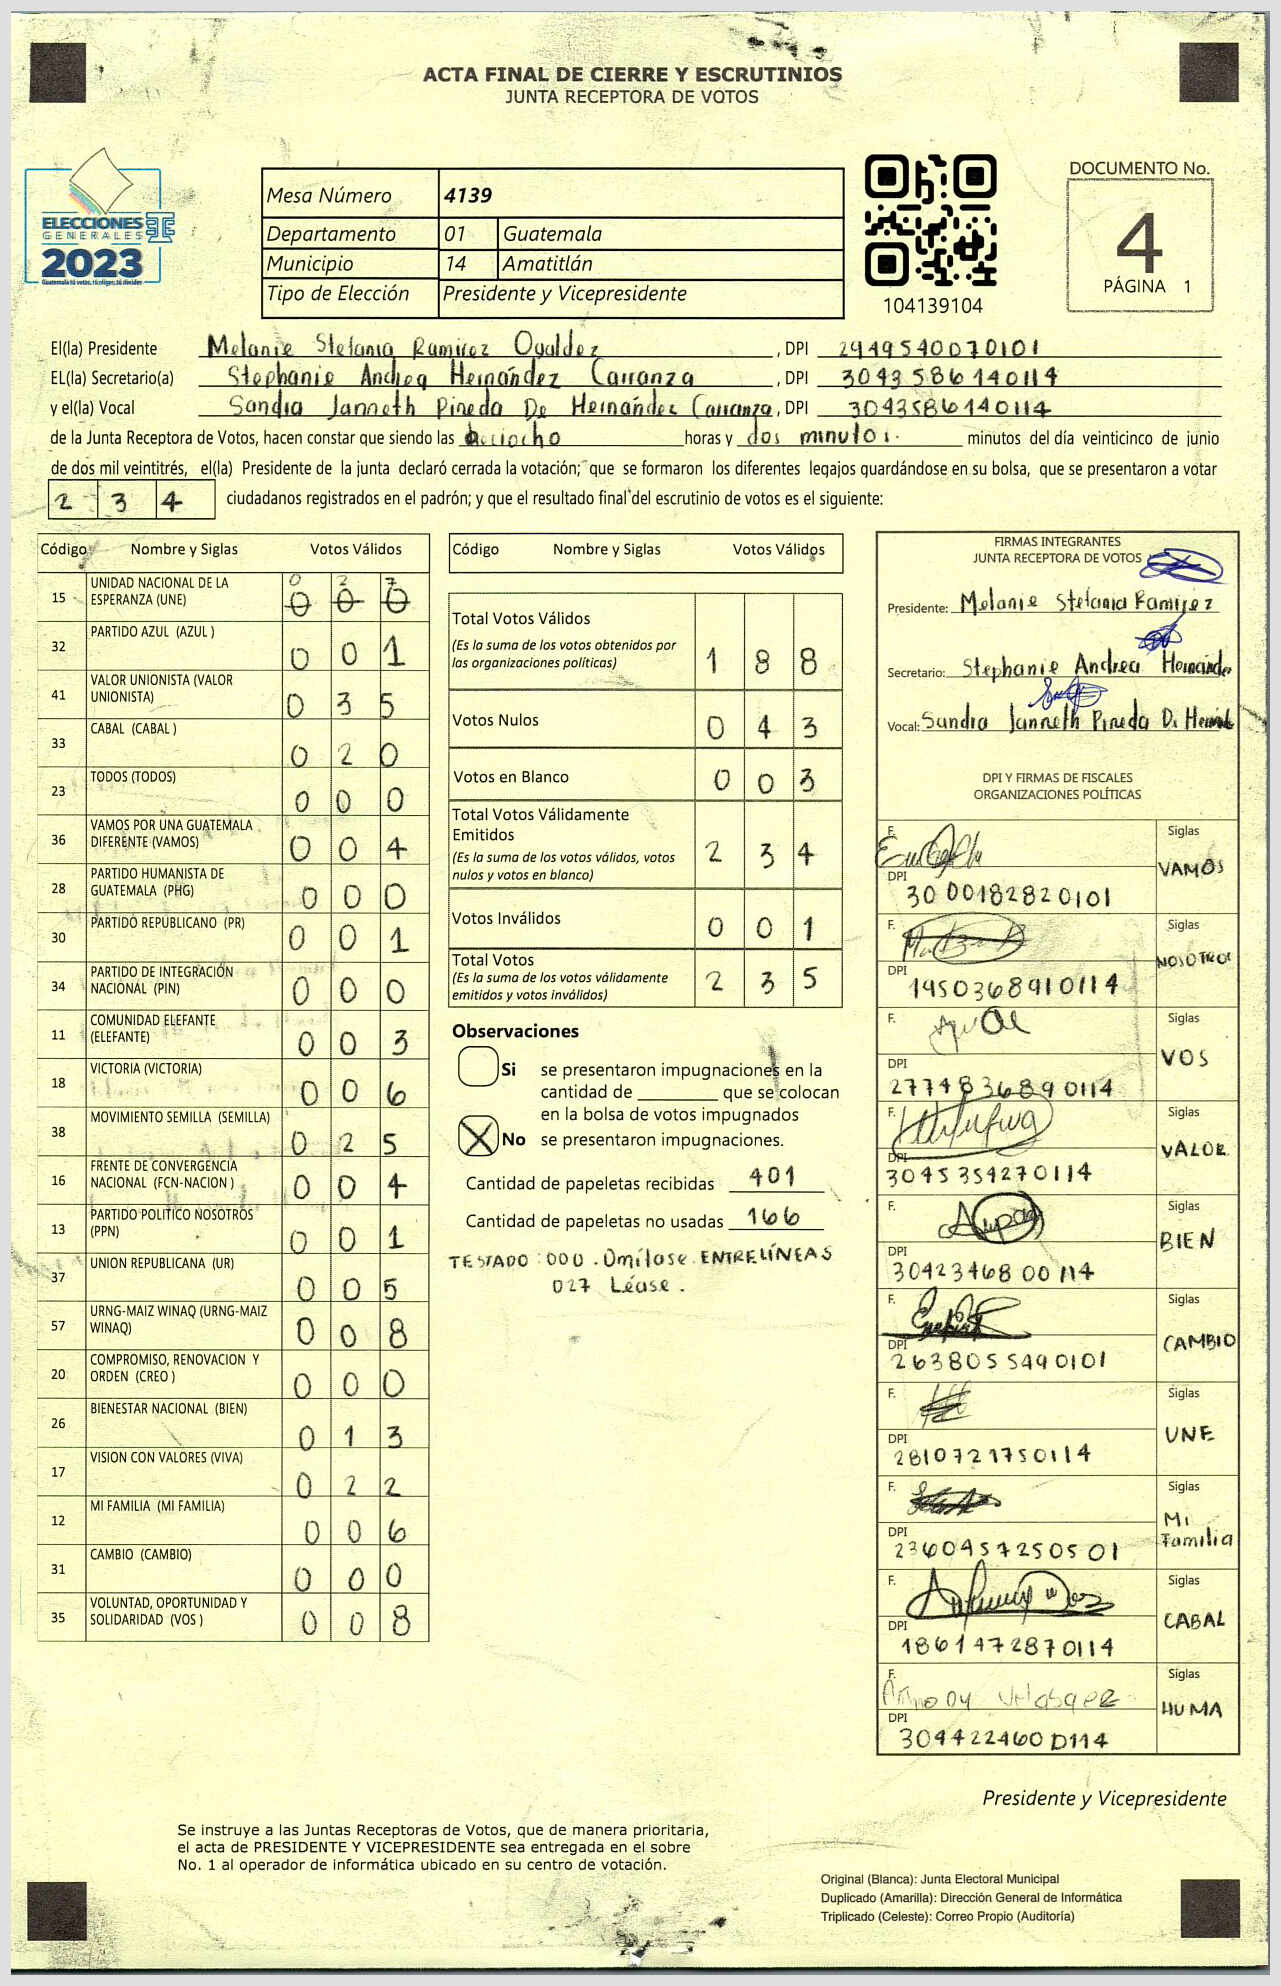 ACTA FINAL DE CIERRE Y ESCRUTINIOS
JUNTA RECEPTORA DE VOTOS
ELECCIONES
GENERALES
2023
Guatemala tú votas, tú eliges, tú decides
Mesa Número 4139
Departamento 01 Guatemala
Municipio 14 Amatitlán
Tipo de Elección Presidente y Vicepresidente
104139104
DOCUMENTO No.
4
PÁGINA 1
El(la) Presidente Melanie Stefania Ramirez Ovaldez, DPI 2949540070101
EL(la) Secretario(a) Stephanie Andrea Hernández Carranza, DPI 3043586140114
y el(la) Vocal Sandra Janneth Pineda De Hernández Carranza, DPI 3043586140114
de la Junta Receptora de Votos, hacen constar que siendo las dieciocho horas y dos minutos. minutos del día veinticinco de junio
de dos mil veintitrés, el(la) Presidente de la junta declaró cerrada la votación; que se formaron los diferentes legajos guardándose en su bolsa, que se presentaron a votar
2 3 4 ciudadanos registrados en el padrón; y que el resultado final del escrutinio de votos es el siguiente:
Código Nombre y Siglas Votos Válidos
15 UNIDAD NACIONAL DE LA ESPERANZA (UNE) 0 2 7
0 0 0
32 PARTIDO AZUL (AZUL ) 0 0 1
41 VALOR UNIONISTA (VALOR UNIONISTA) 0 3 5
33 CABAL (CABAL ) 0 2 0
23 TODOS (TODOS) 0 0 0
36 VAMOS POR UNA GUATEMALA DIFERENTE (VAMOS) 0 0 4
28 PARTIDO HUMANISTA DE GUATEMALA (PHG) 0 0 0
30 PARTIDO REPUBLICANO (PR) 0 0 1
34 PARTIDO DE INTEGRACIÓN NACIONAL (PIN) 0 0 0
11 COMUNIDAD ELEFANTE (ELEFANTE) 0 0 3
18 VICTORIA (VICTORIA) 0 0 6
38 MOVIMIENTO SEMILLA (SEMILLA) 0 2 5
16 FRENTE DE CONVERGENCIA NACIONAL (FCN-NACION ) 0 0 4
13 PARTIDO POLITICO NOSOTROS (PPN) 0 0 1
37 UNION REPUBLICANA (UR) 0 0 5
57 URNG-MAIZ WINAQ (URNG-MAIZ WINAQ) 0 0 8
20 COMPROMISO, RENOVACION Y ORDEN (CREO ) 0 0 0
26 BIENESTAR NACIONAL (BIEN) 0 1 3
17 VISION CON VALORES (VIVA) 0 2 2
12 MI FAMILIA (MI FAMILIA) 0 0 6
31 CAMBIO (CAMBIO) 0 0 0
35 VOLUNTAD, OPORTUNIDAD Y SOLIDARIDAD (VOS ) 0 0 8
Código Nombre y Siglas Votos Válidos
Total Votos Válidos 1 8 8
(Es la suma de los votos obtenidos por
las organizaciones políticas)
Votos Nulos 0 4 3
Votos en Blanco 0 0 3
Total Votos Válidamente
Emitidos 2 3 4
(Es la suma de los votos válidos, votos
nulos y votos en blanco)
Votos Inválidos 0 0 1
Total Votos 2 3 5
(Es la suma de los votos válidamente
emitidos y votos inválidos)
Observaciones
Si se presentaron impugnaciones en la
cantidad de ________ que se colocan
en la bolsa de votos impugnados
No se presentaron impugnaciones.
Cantidad de papeletas recibidas 401
Cantidad de papeletas no usadas 166
TESTADO: 000. Omítase. ENTRELÍNEAS
027 Léase.
FIRMAS INTEGRANTES
JUNTA RECEPTORA DE VOTOS
Presidente: Melanie Stefania Ramirez
Secretario: Stephanie Andrea Hernández
Vocal: Sandra Janneth Pineda D. Hernánde
DPI Y FIRMAS DE FISCALES
ORGANIZACIONES POLÍTICAS
F. Siglas
VAMOS
DPI
30 00182820101
F. Siglas
NOSOTROS
DPI
1950368910114
F. Siglas
VOS
DPI
2774836890114
F. Siglas
VALOR
DPI
3045354270114
F. Siglas
BIEN
DPI
3042346800114
F. Siglas
CAMBIO
DPI
2638055490101
F. Siglas
UNE
DPI
2810721750114
F. Siglas
Mi Familia
DPI
2360457250501
F. Siglas
CABAL
DPI
1861472870114
F. Siglas
HUMA
DPI
3044224600114
Presidente y Vicepresidente
Se instruye a las Juntas Receptoras de Votos, que de manera prioritaria,
el acta de PRESIDENTE Y VICEPRESIDENTE sea entregada en el sobre
No. 1 al operador de informática ubicado en su centro de votación.
Original (Blanca): Junta Electoral Municipal
Duplicado (Amarilla): Dirección General de Informática
Triplicado (Celeste): Correo Propio (Auditoría)